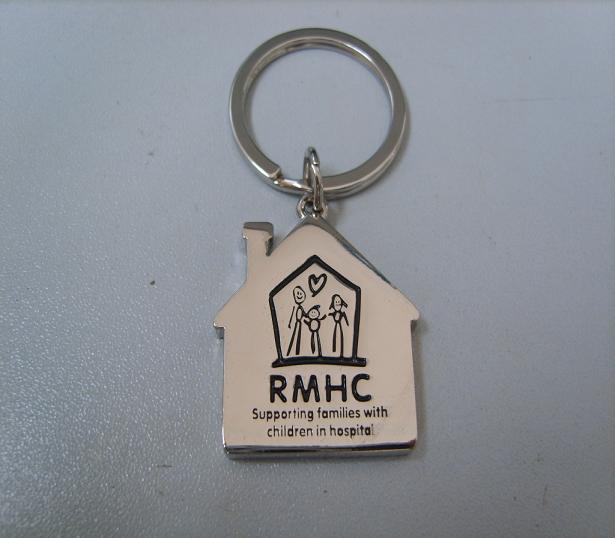 RMHC
Supporting families with
children in hospital